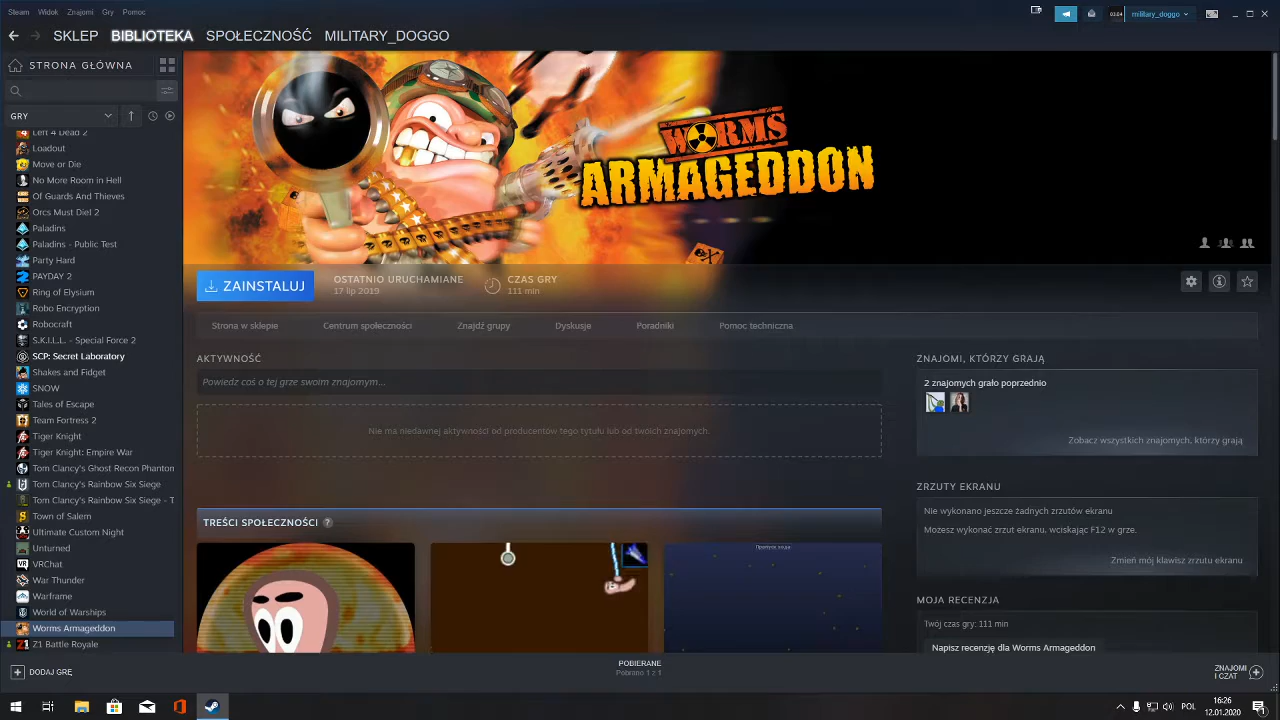 Steam Widok Znajomi Gry Pomoc
03:04 military_doggo
SKLEP BIBLIOTEKA SPOŁECZNOŚĆ MILITARY_DOGGO
STRONA GŁÓWNA
GRY
Left 4 Dead 2
Loadout
Move or Die
No More Room in Hell
Of Guards And Thieves
Orcs Must Die! 2
Paladins
Paladins - Public Test
Party Hard
PAYDAY 2
Ring of Elysium
Robo Encryption
Robocraft
S.K.I.L.L. - Special Force 2
SCP: Secret Laboratory
Shakes and Fidget
SNOW
Tales of Escape
Team Fortress 2
Tiger Knight
Tiger Knight: Empire War
Tom Clancy's Ghost Recon Phantom
Tom Clancy's Rainbow Six Siege
Tom Clancy's Rainbow Six Siege - T
Town of Salem
Ultimate Custom Night
Unturned
VRChat
War Thunder
Warframe
World of Warships
Worms Armageddon
Z1 Battle Royale
WORMS
ARMAGEDDON
ZAINSTALUJ
OSTATNIO URUCHAMIANE
17 lip 2019
CZAS GRY
111 min
Strona w sklepie Centrum społeczności Znajdź grupy Dyskusje Poradniki Pomoc techniczna
AKTYWNOŚĆ
Powiedz coś o tej grze swoim znajomym...
Nie ma niedawnej aktywności od producentów tego tytułu lub od twoich znajomych.
TREŚCI SPOŁECZNOŚCI ?
ZNAJOMI, KTÓRZY GRAJĄ
2 znajomych grało poprzednio
Zobacz wszystkich znajomych, którzy grają
ZRZUTY EKRANU
Nie wykonano jeszcze żadnych zrzutów ekranu
Możesz wykonać zrzut ekranu, wciskając F12 w grze.
Zmień mój klawisz zrzutu ekranu
MOJA RECENZJA
Twój czas gry: 111 min
Napisz recenzję dla Worms Armageddon
DODAJ GRĘ
POBIERANE
Pobrano 1 z 1
ZNAJOMI
I CZAT
POL
16:26
12.01.2020